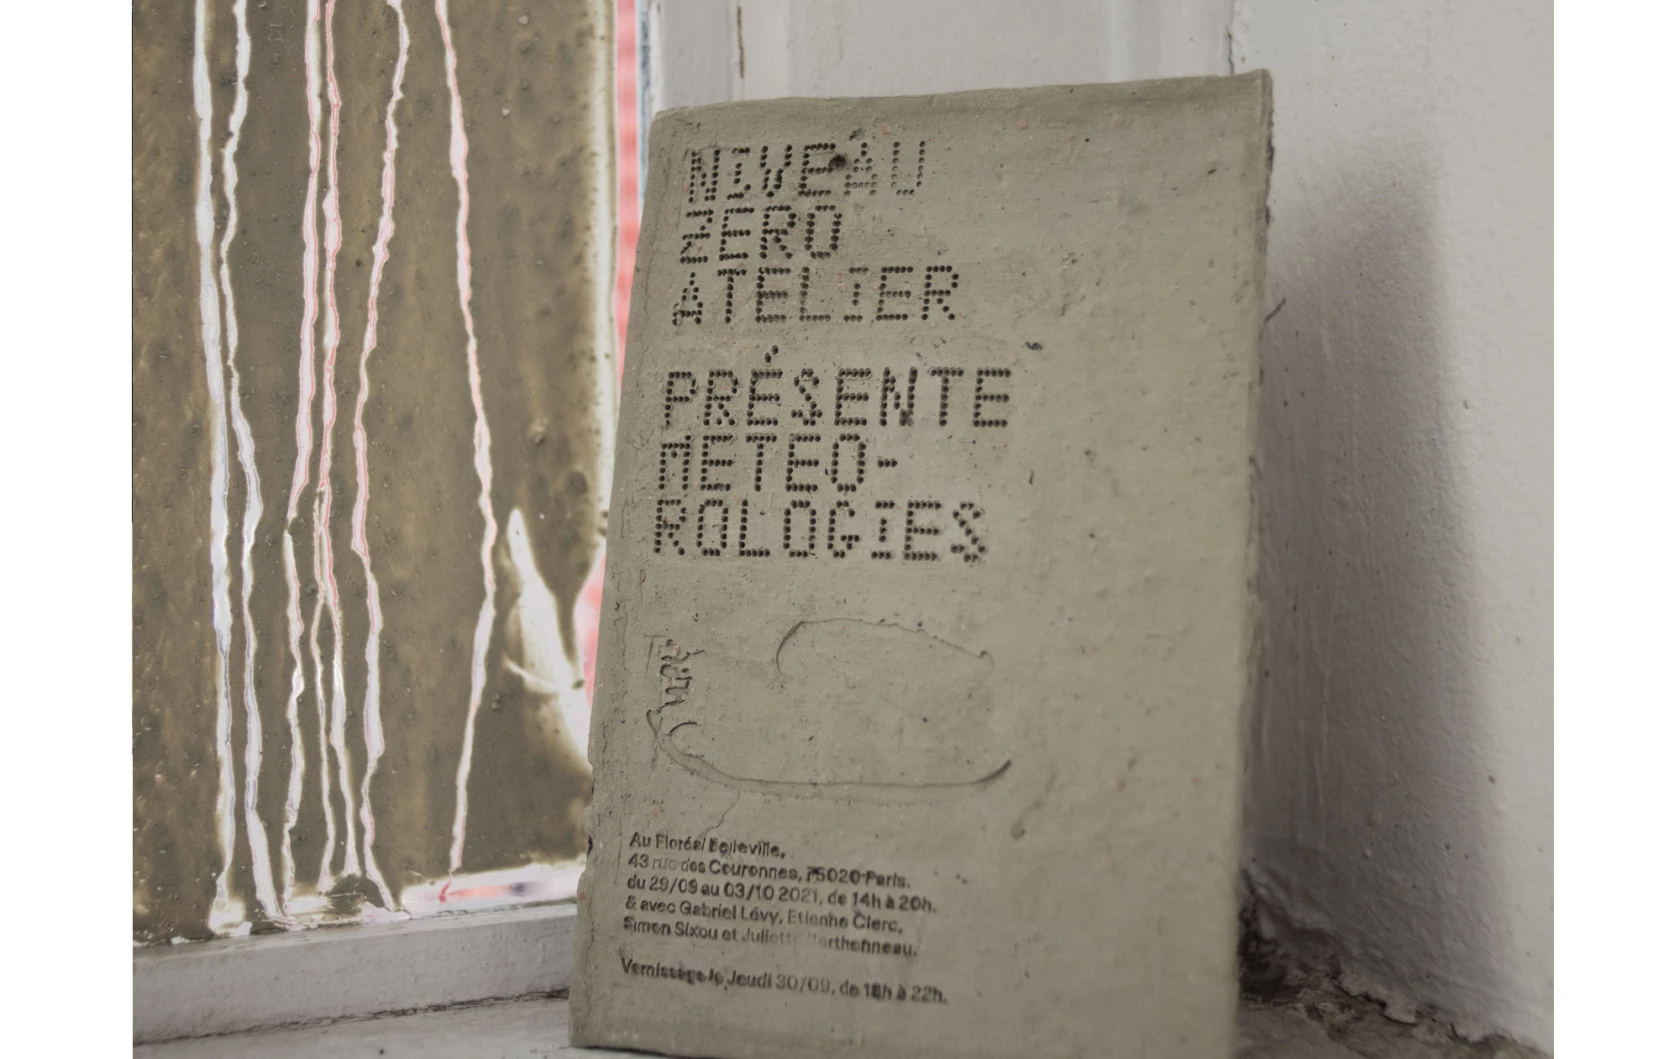 NIVEAU
ZERO
ATELIER
PRÉSENTE
METEO-
ROLOGIES
Au Floréal Belleville,
43 rue des Couronnes, 75020 Paris.
du 29/09 au 03/10 2021, de 14h à 20h.
& avec Gabriel Lévy, Etienne Clerc,
Simon Sixou et Juliette
Vernissage le Jeudi 30/09, de 18h à 22h.